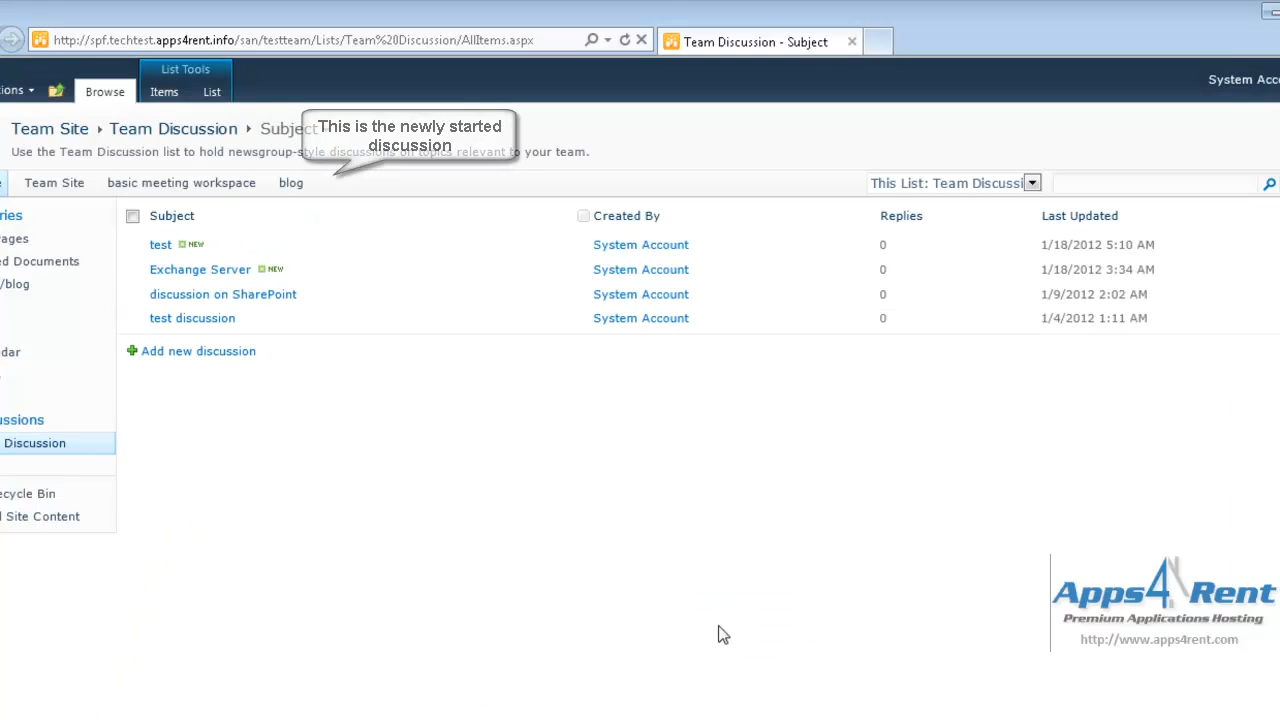 http://spf.techtest.apps4rent.info/san/testteam/Lists/Team%20Discussion/AllItems.aspx
Team Discussion - Subject
List Tools
System Acc
ions
Browse
Items
List
Team Site ▸ Team Discussion ▸ Subject
This is the newly started
discussion
Use the Team Discussion list to hold newsgroup-style discussions on topics relevant to your team.
Team Site
basic meeting workspace
blog
This List: Team Discussi
ries
Pages
ed Documents
/blog
dar
ussions
Discussion
ecycle Bin
l Site Content
Subject Created By Replies Last Updated
test NEW System Account 0 1/18/2012 5:10 AM
Exchange Server NEW System Account 0 1/18/2012 3:34 AM
discussion on SharePoint System Account 0 1/9/2012 2:02 AM
test discussion System Account 0 1/4/2012 1:11 AM
Add new discussion
Apps4Rent
Premium Applications Hosting
http://www.apps4rent.com